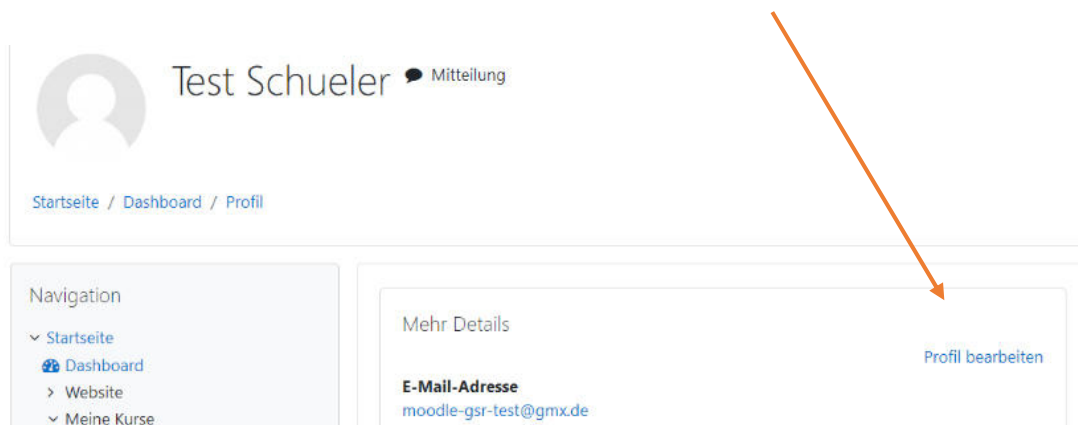 Test Schueler Mitteilung
Startseite / Dashboard / Profil
Navigation
Startseite
Dashboard
Website
Meine Kurse
Mehr Details
Profil bearbeiten
E-Mail-Adresse
moodle-gsr-test@gmx.de